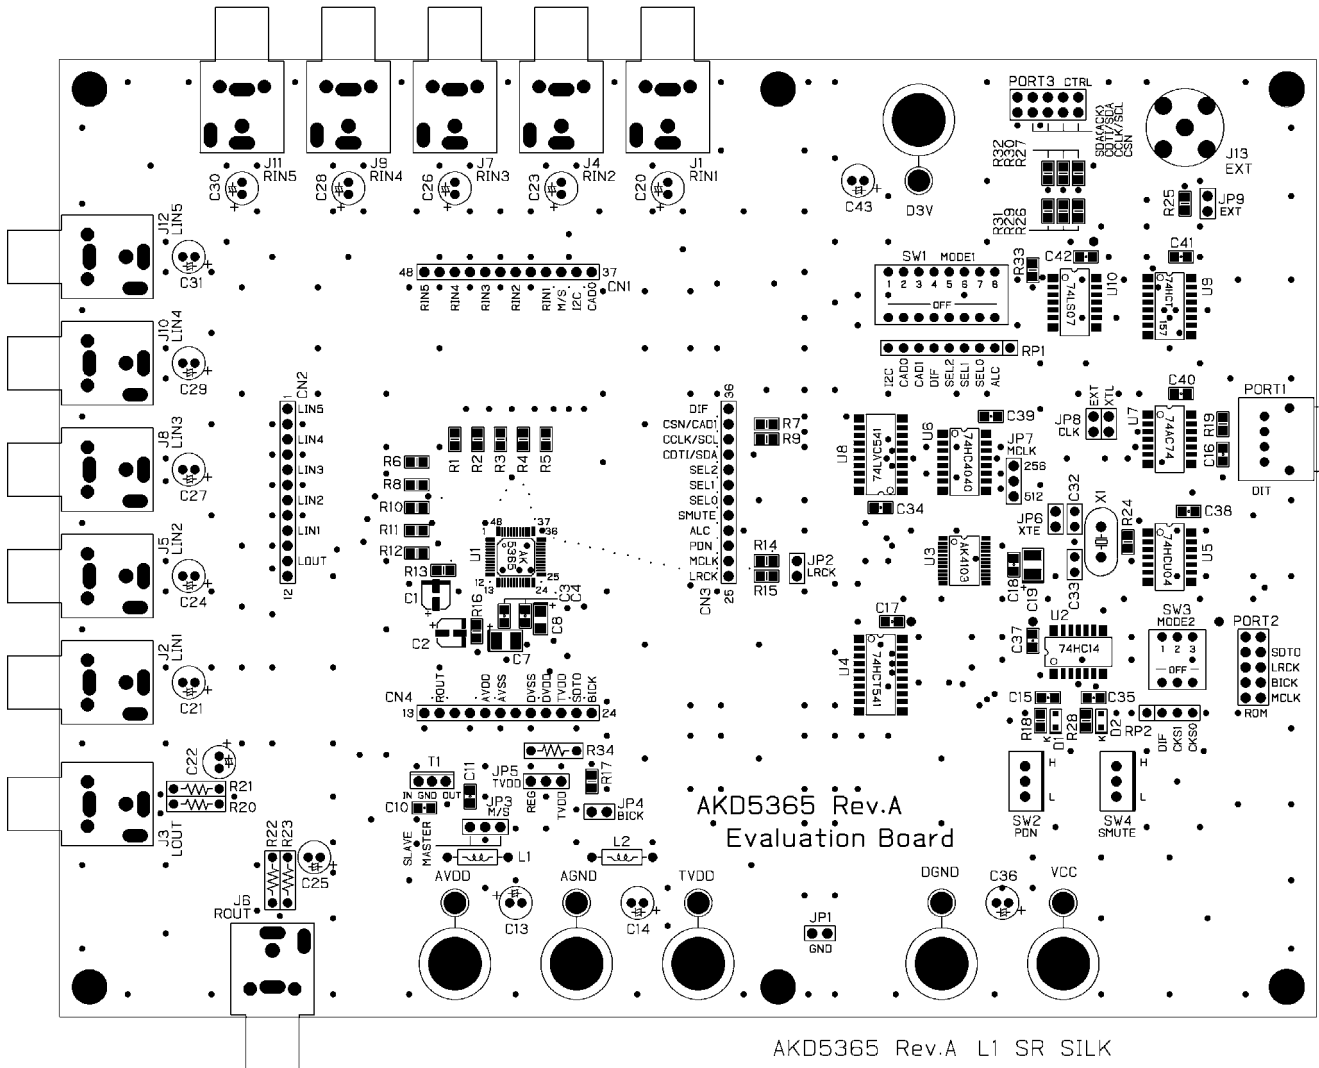 PORT3 CTRL
SDA(ACK)
CDTI/SDA
CCLK/SCL
CSN
J11
RIN5
J9
RIN4
J7
RIN3
J4
RIN2
J1
RIN1
C30
C28
C26
C23
C20
C43
D3V
R32
R30
R27
R31
R29
R26
J13
EXT
R25
JP9
EXT
J12
LIN5
C31
48
37
CN1
RIN5
RIN4
RIN3
RIN2
RIN1
M/S
I2C
CAD0
SW1 MODE1
1 2 3 4 5 6 7 8
OFF
R33
C42
74LS07
U10
C41
74HCT
157
U9
RP1
I2C
CAD0
CAD1
DIF
SEL2
SEL1
SEL0
ALC
J10
LIN4
C29
1
CN2
LIN5
LIN4
LIN3
LIN2
LIN1
LOUT
12
36
DIF
CSN/CAD1
CCLK/SCL
CDTI/SDA
SEL2
SEL1
SEL0
SMUTE
ALC
PDN
MCLK
LRCK
CN3
25
R7
R9
R1
R2
R3
R4
R5
R6
R8
R10
R11
R12
R13
U8
74LVC541
C34
U6
74HC4040
C39
JP7
MCLK
256
512
EXT
XTL
JP8
CLK
C40
U7
74AC74
R19
C16
PORT1
DIT
J8
LIN3
C27
U1
48
37
1
36
AK
5365
12
13
25
24
C1
C2
R16
C7
C8
C3
C4
R14
R15
JP2
LRCK
U3
AK4103
C18
C19
JP6
XTE
C32
C33
X1
R24
C38
74HCU04
U5
J5
LIN2
C24
C17
U4
74HCT541
U2
74HC14
C37
C15
C35
R18
K
D1
R28
K
D2
SW3
MODE2
1 2 3
OFF
RP2
DIF
CKS1
CKS0
PORT2
SDTO
LRCK
BICK
MCLK
ROM
J2
LIN1
C21
CN4
13
24
ROUT
AVDD
AVSS
DVSS
DVDD
TVDD
SDTO
BICK
R34
C22
J3
LOUT
R21
R20
T1
IN GND OUT
C10
C11
JP5
TVDD
REG
TVDD
R17
JP3
M/S
SLAVE
MASTER
JP4
BICK
L1
L2
H
L
SW2
PDN
H
L
SW4
SMUTE
AKD5365 Rev.A
Evaluation Board
R22
R23
C25
J6
ROUT
AVDD
C13
AGND
C14
TVDD
JP1
GND
DGND
C36
VCC
AKD5365 Rev.A L1 SR SILK